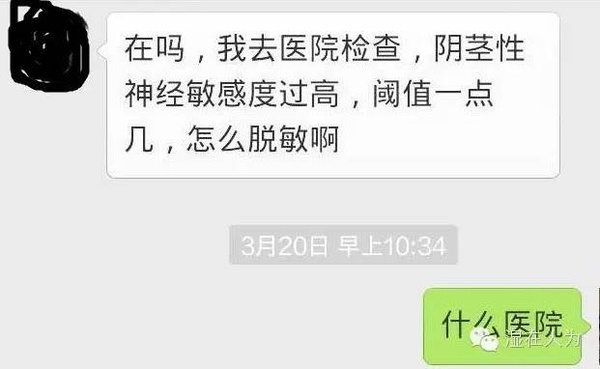 在吗，我去医院检查，阴茎性
神经敏感度过高，阈值一点
几，怎么脱敏啊
3月20日 早上10:34
什么医院
湿在人为